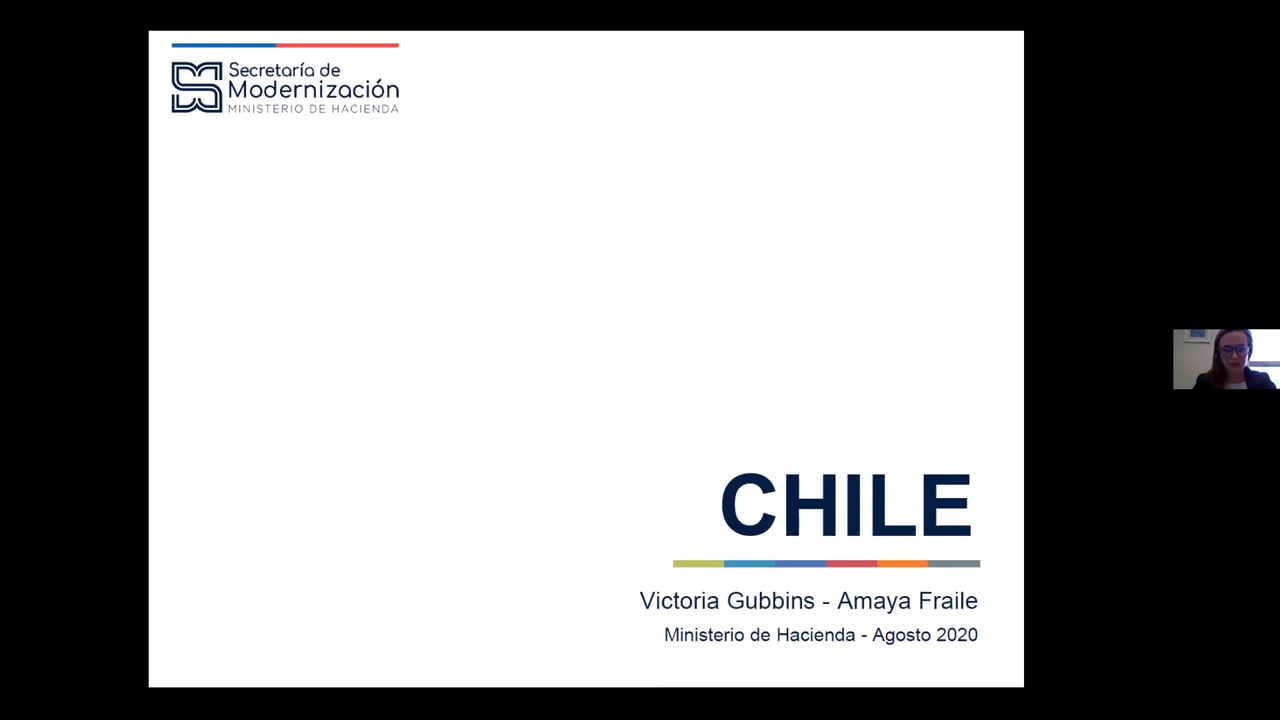 Secretaría de
Modernización
MINISTERIO DE HACIENDA
CHILE
Victoria Gubbins - Amaya Fraile
Ministerio de Hacienda - Agosto 2020